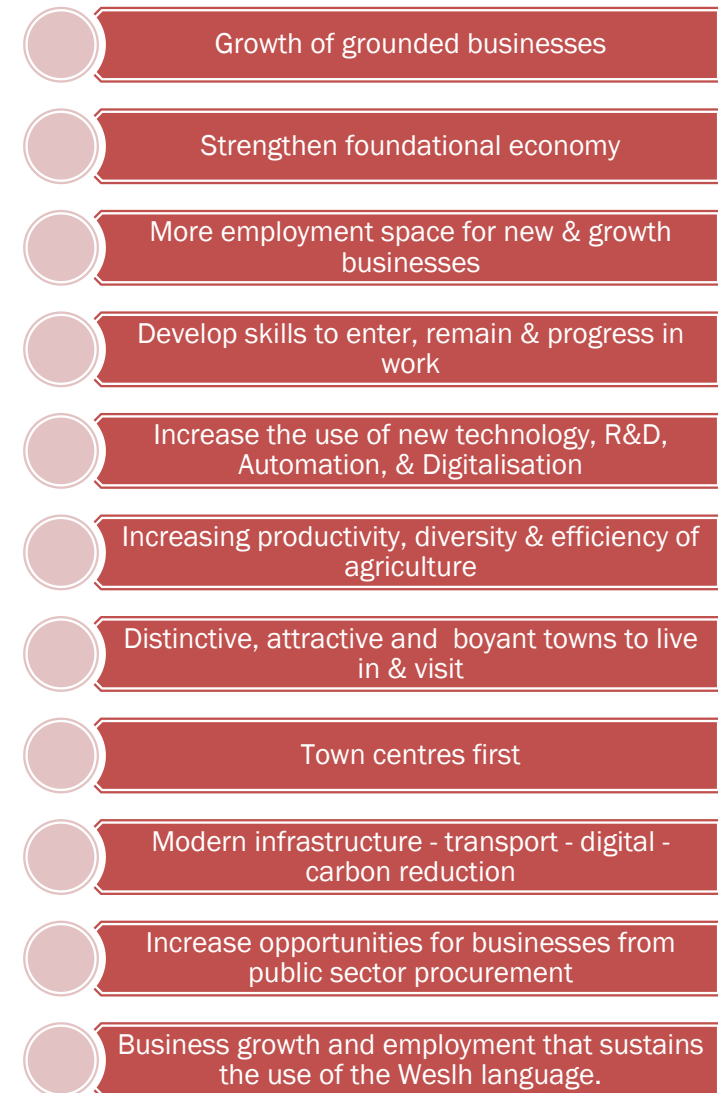 Growth of grounded businesses
Strengthen foundational economy
More employment space for new & growth
businesses
Develop skills to enter, remain & progress in
work
Increase the use of new technology, R&D,
Automation, & Digitalisation
Increasing productivity, diversity & efficiency of
agriculture
Distinctive, attractive and  boyant towns to live
in & visit
Town centres first
Modern infrastructure - transport - digital -
carbon reduction
Increase opportunities for businesses from
public sector procurement
Business growth and employment that sustains
the use of the Weslh language.